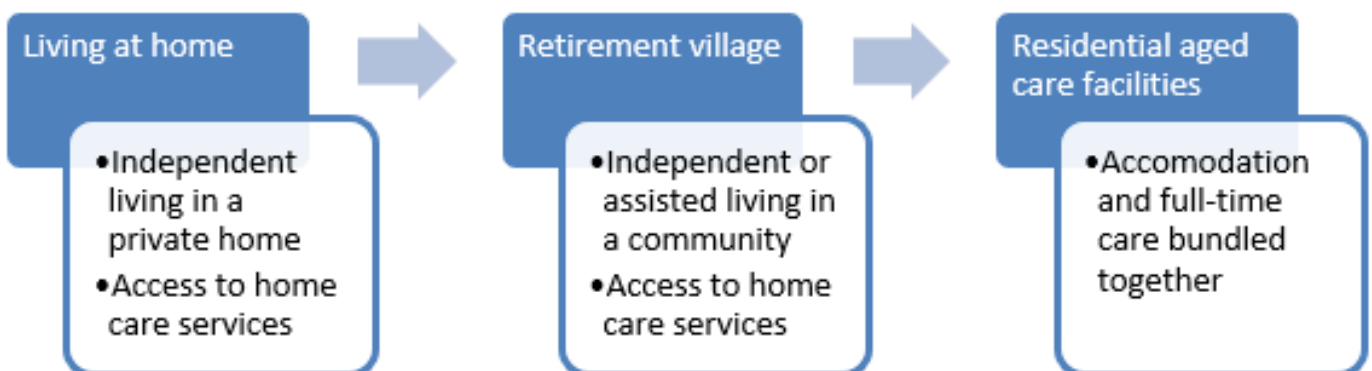 Living at home
•Independent
living in a
private home
•Access to home
care services
Retirement village
•Independent or
assisted living in
a community
•Access to home
care services
Residential aged
care facilities
•Accomodation
and full-time
care bundled
together